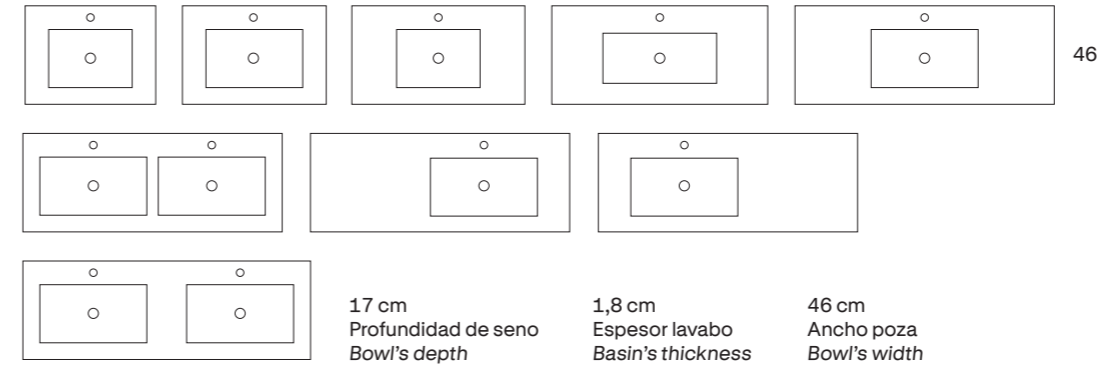 46
17 cm
Profundidad de seno
Bowl’s depth
1,8 cm
Espesor lavabo
Basin’s thickness
46 cm
Ancho poza
Bowl’s width